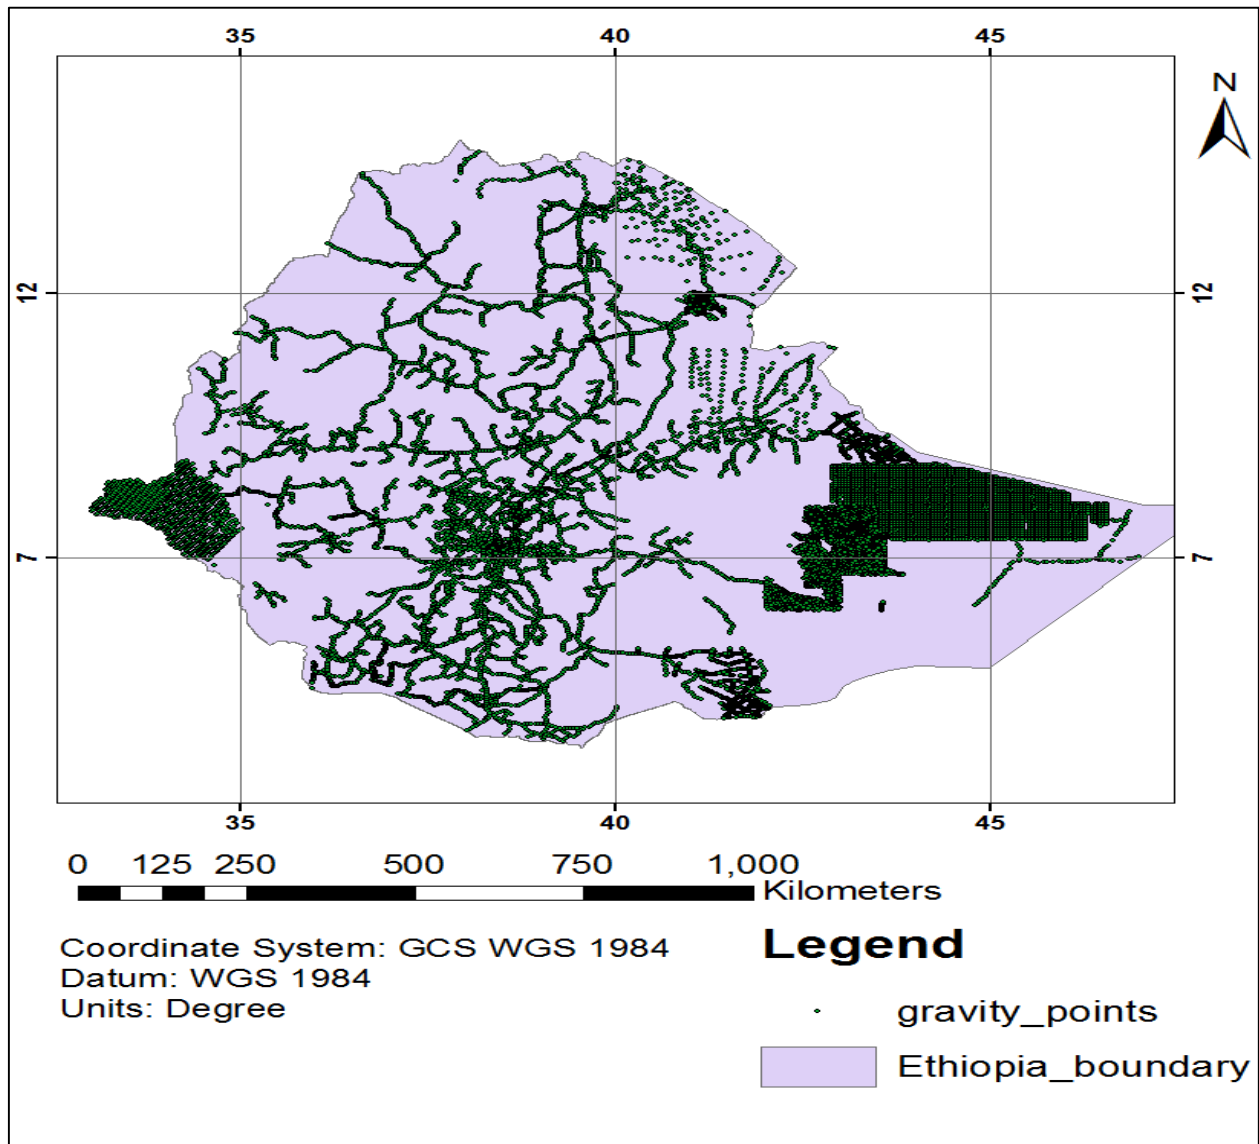 35 40 45
N
12 12
7 7
35 40 45
0 125 250 500 750 1,000
Kilometers
Coordinate System: GCS WGS 1984
Datum: WGS 1984
Units: Degree
Legend
gravity_points
Ethiopia_boundary